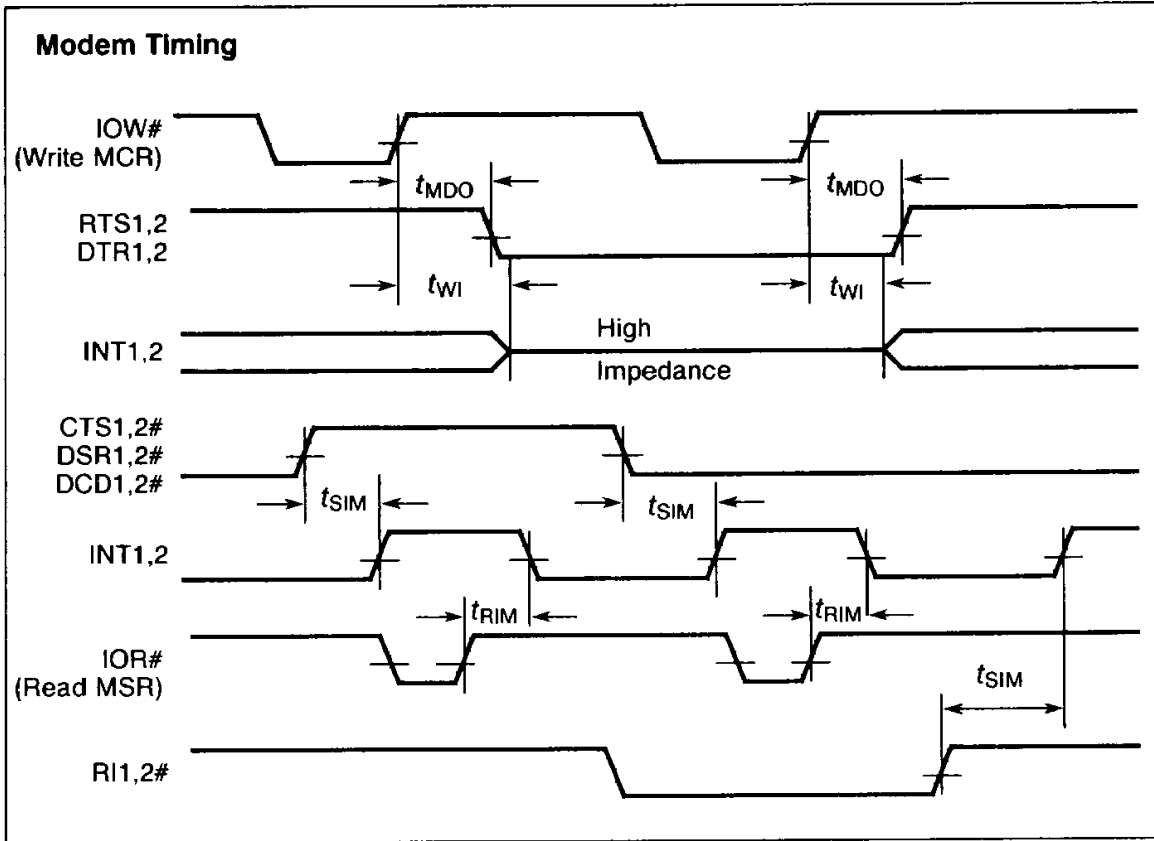 Modem Timing
IOW#
(Write MCR)
tMDO
tMDO
RTS1,2
DTR1,2
tWI
tWI
High
INT1,2
Impedance
CTS1,2#
DSR1,2#
DCD1,2#
tSIM
tSIM
INT1,2
tRIM
tRIM
IOR#
(Read MSR)
tSIM
RI1,2#